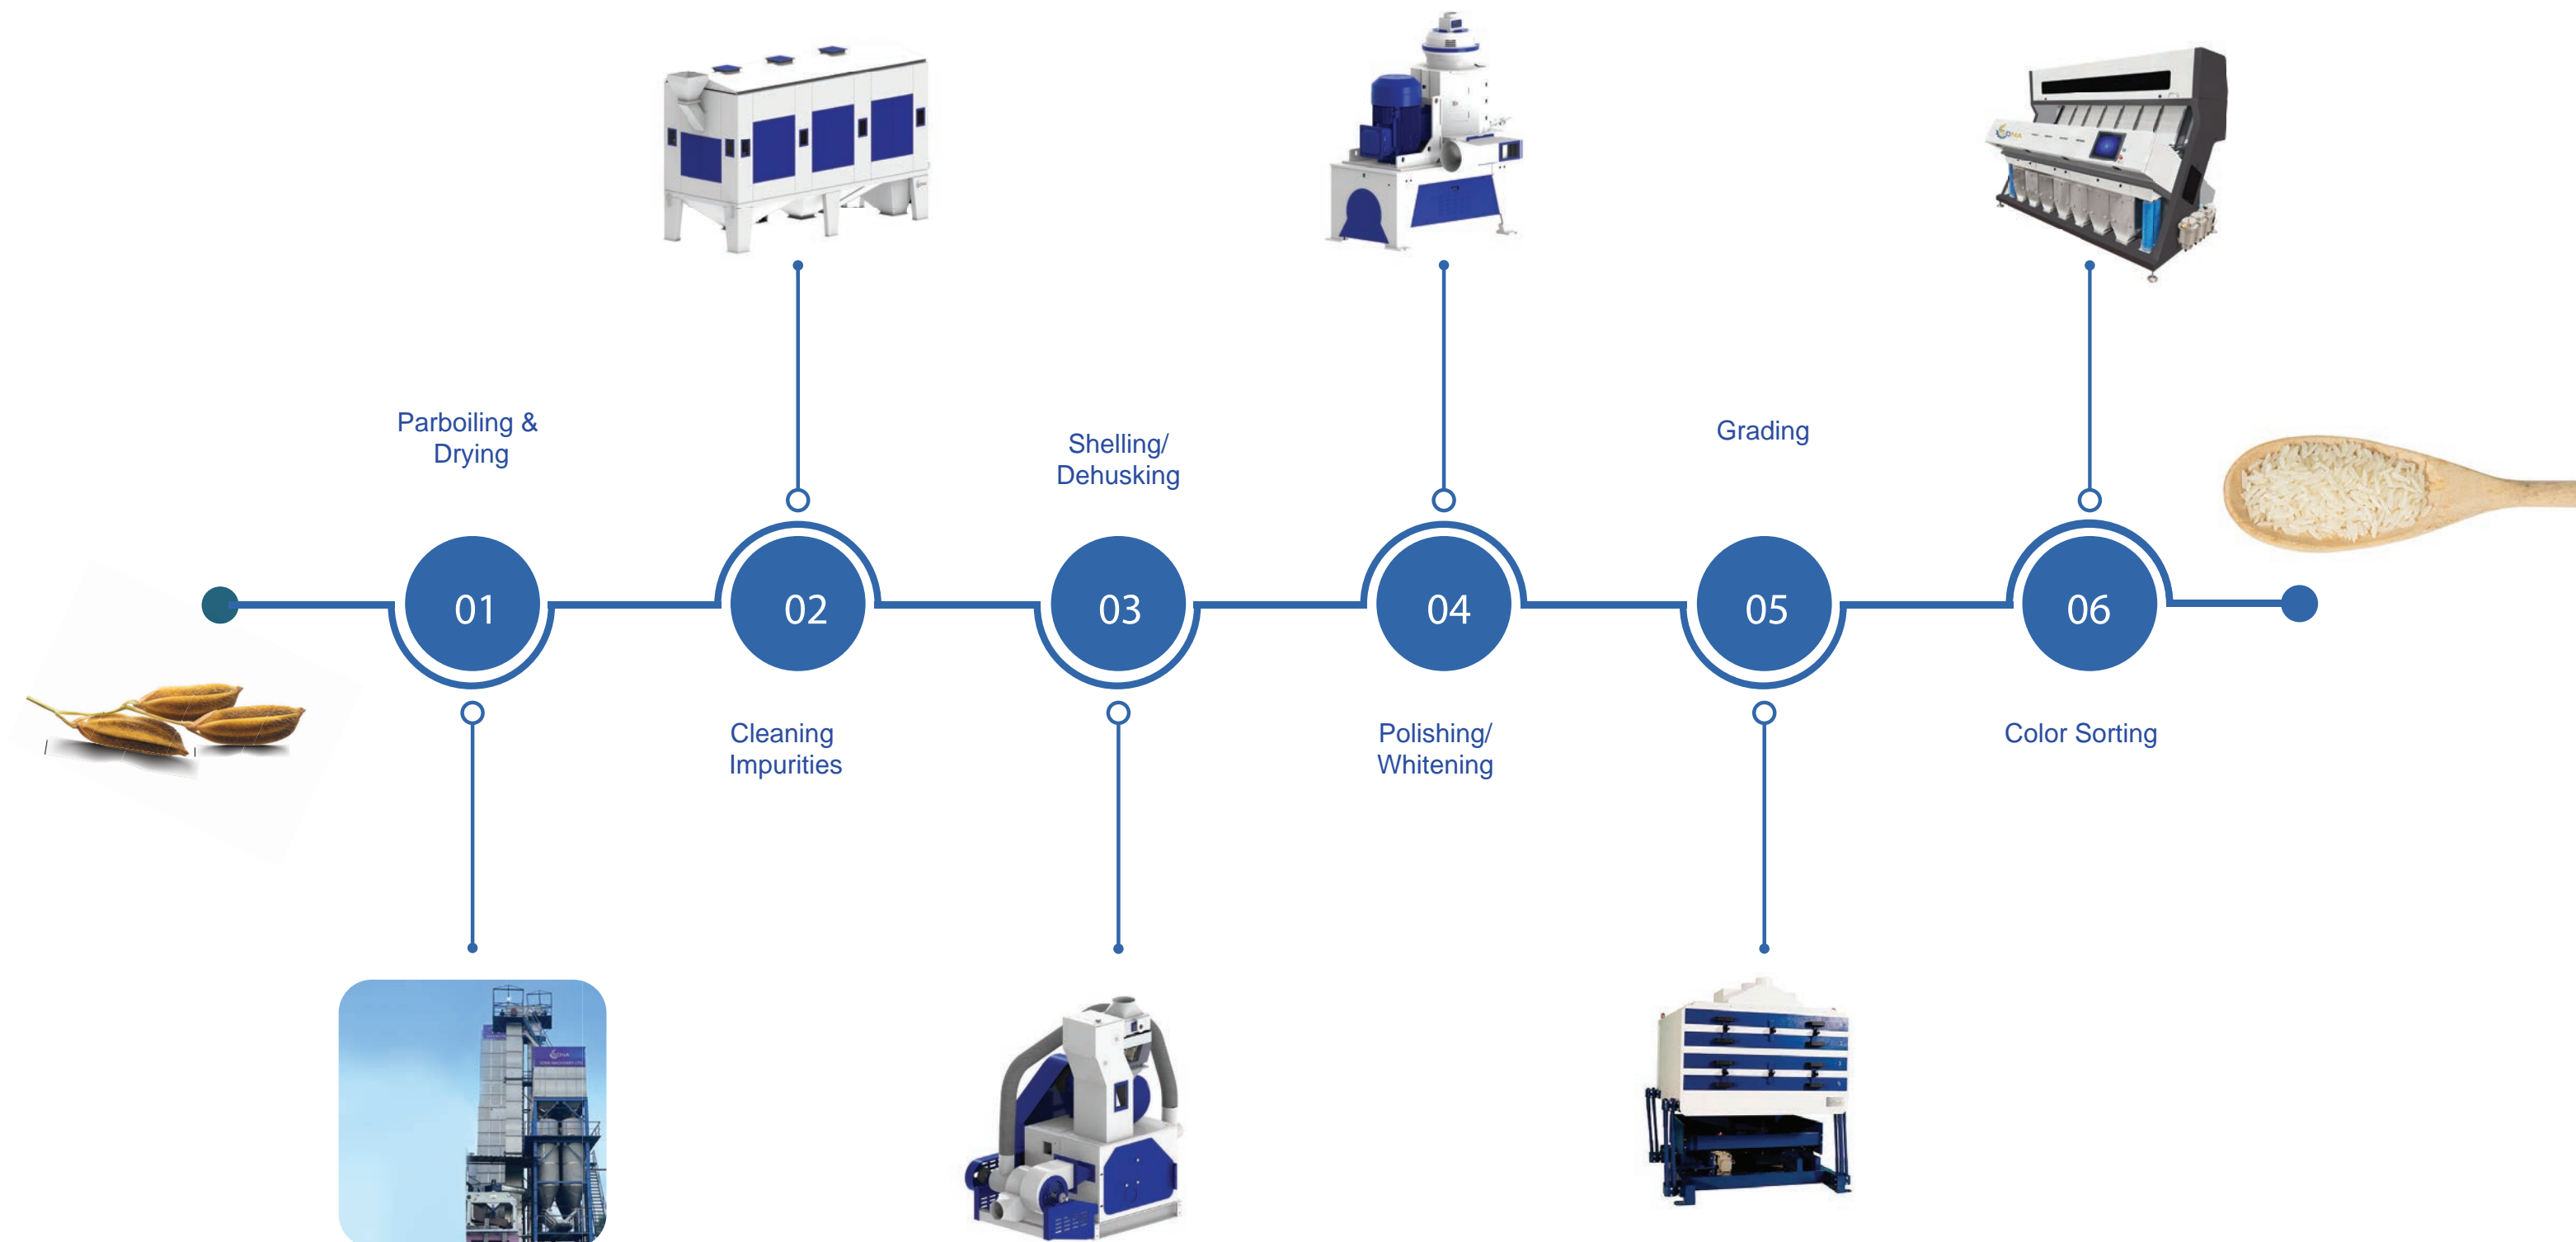 Parboiling &
Drying
01
02
Cleaning
Impurities
Shelling/
Dehusking
03
04
Polishing/
Whitening
Grading
05
06
Color Sorting